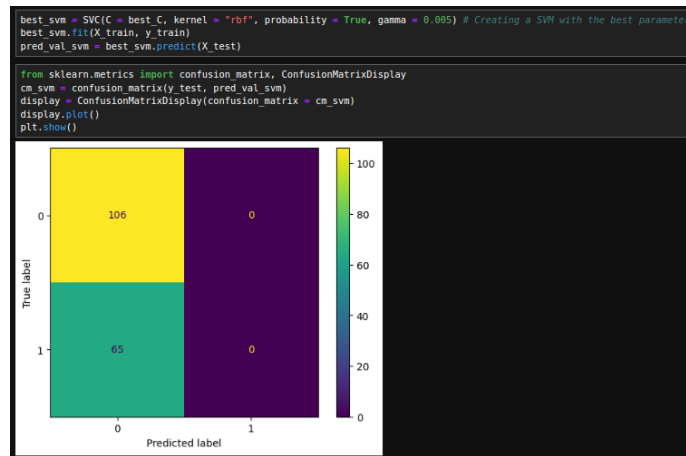 best_svm = SVC(C = best_C, kernel = "rbf", probability = True, gamma = 0.005) # Creating a SVM with the best parameter
best_svm.fit(X_train, y_train)
pred_val_svm = best_svm.predict(X_test)
from sklearn.metrics import confusion_matrix, ConfusionMatrixDisplay
cm_svm = confusion_matrix(y_test, pred_val_svm)
display = ConfusionMatrixDisplay(confusion_matrix = cm_svm)
display.plot()
plt.show()
100
80
60
40
20
0
True label
0
106
0
1
65
0
0
1
Predicted label